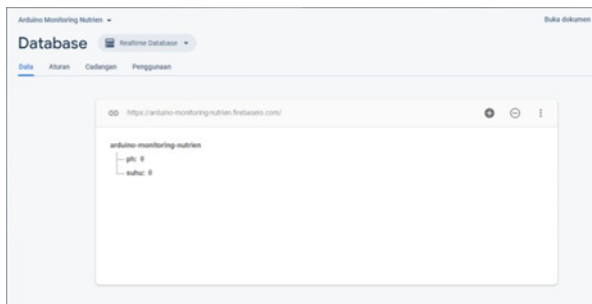 Arduino Monitoring Nutrien
Buka dokumen
Database
Realtime Database
Data Aturan Cadangan Penggunaan
https://arduino-monitoring-nutrien.firebaseio.com/
arduino-monitoring-nutrien
ph: 0
suhu: 0